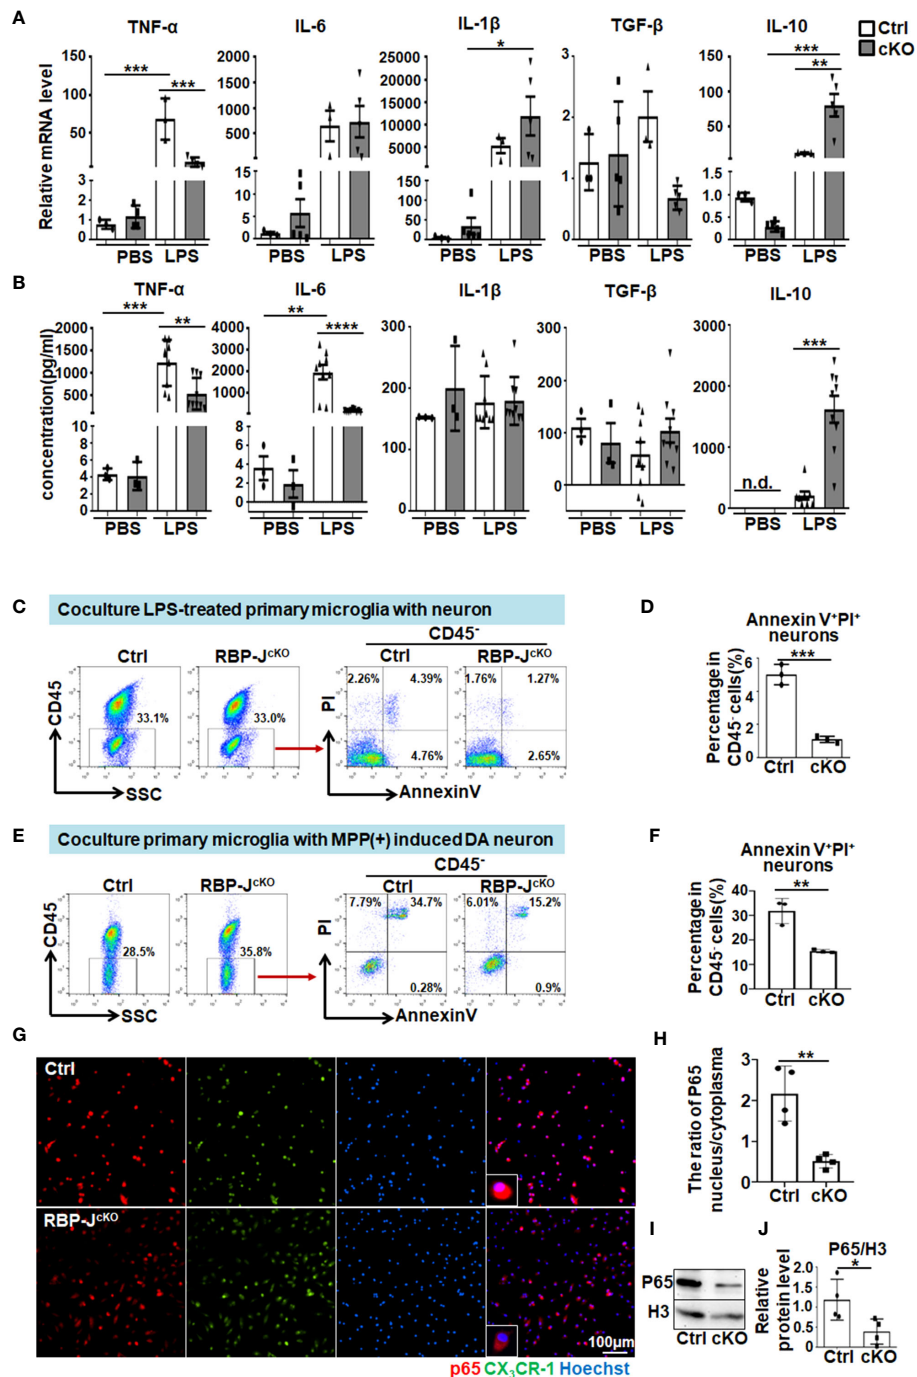 A
TNF-α IL-6 IL-1β TGF-β IL-10
Ctrl
cKO
Relative mRNA level
150 100 50 3 2 1 0
2000 1500 1000 500 15 10 5 0
25000 20000 15000 10000 5000 100 50 0
3 2 1 0
150 100 50 1.5 1.0 0.5 0.0
*** *** * *** **
PBS LPS PBS LPS PBS LPS PBS LPS PBS LPS
B
TNF-α IL-6 IL-1β TGF-β IL-10
concentration(pg/ml)
2000 1500 1000 500 10 8 6 4 2 0
4000 3000 2000 1000 8 6 4 2 0
300 200 100 0
300 200 100 0
3000 2000 1000 0
*** ** ** **** ***
n.d.
PBS LPS PBS LPS PBS LPS PBS LPS PBS LPS
C
Coculture LPS-treated primary microglia with neuron
CD45-
Ctrl RBP-JcKO Ctrl RBP-JcKO
CD45
33.1% 33.0%
SSC
PI
2.26% 4.39% 1.76% 1.27%
4.76% 2.65%
AnnexinV
D
Annexin V+PI+
neurons
***
Percentage in
CD45- cells(%)
6 4 2 0
Ctrl cKO
E
Coculture primary microglia with MPP(+) induced DA neuron
CD45-
Ctrl RBP-JcKO Ctrl RBP-JcKO
CD45
28.5% 35.8%
SSC
PI
7.79% 34.7% 6.01% 15.2%
0.28% 0.9%
AnnexinV
F
Annexin V+PI+
neurons
**
Percentage in
CD45- cells(%)
40 30 20 10 0
Ctrl cKO
G
Ctrl
RBP-JcKO
100μm
p65 CX3CR-1 Hoechst
H
**
The ratio of P65
nucleus/cytoplasma
3 2 1 0
Ctrl cKO
I
P65
H3
Ctrl cKO
J
P65/H3
*
Relative
protein level
2.0 1.5 1.0 0.5 0.0
Ctrl cKO